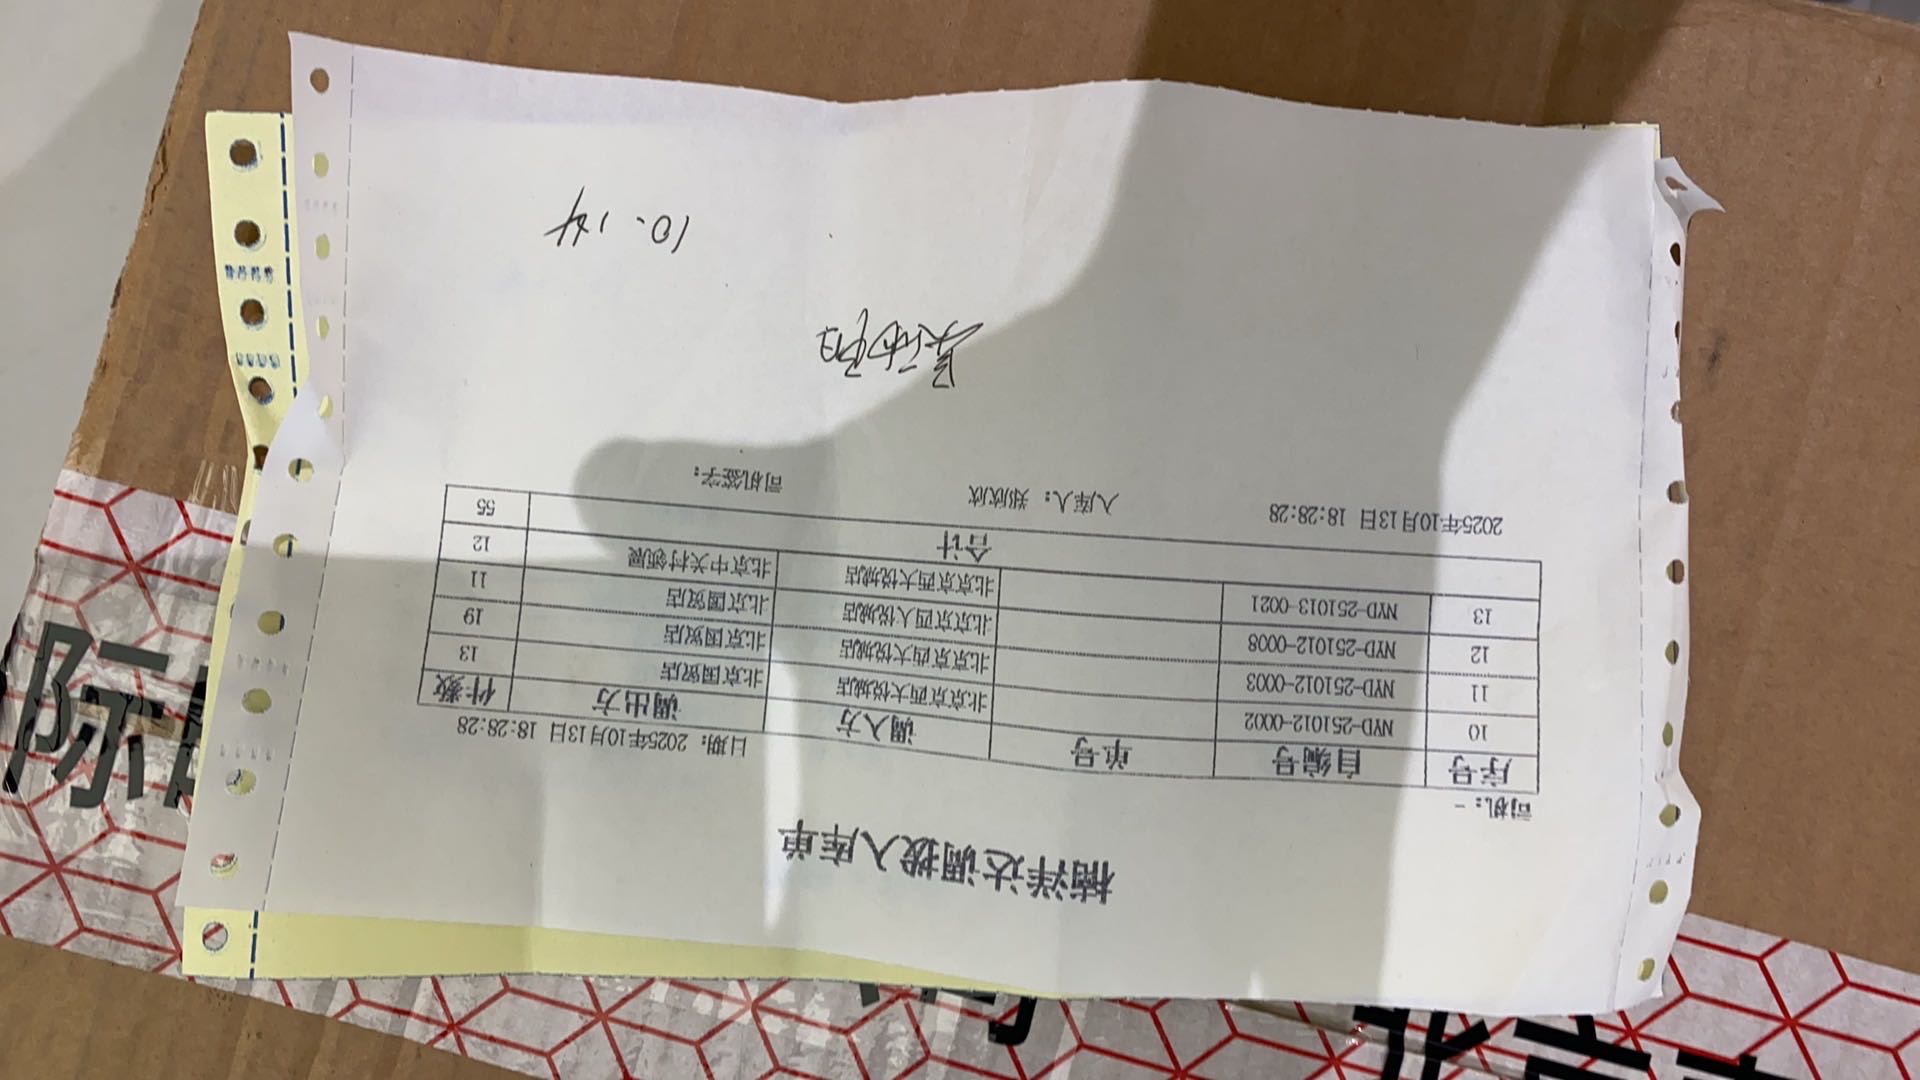 楠洋达调拨入库单
司机：-
日期：2025年10月13日 18:28:28
序号 自编号 单号 调入方 调出方 件数
10 NYD-251012-0002 北京京西大悦城店 北京国贸店 13
11 NYD-251012-0003 北京京西大悦城店 北京国贸店 19
12 NYD-251012-0008 北京京西大悦城店 北京国贸店 11
13 NYD-251013-0021 北京京西大悦城店 北京中关村领展 12
合计 55
2025年10月13日 18:28:28 入库人：郑欣欣 司机签字：
10.14
际